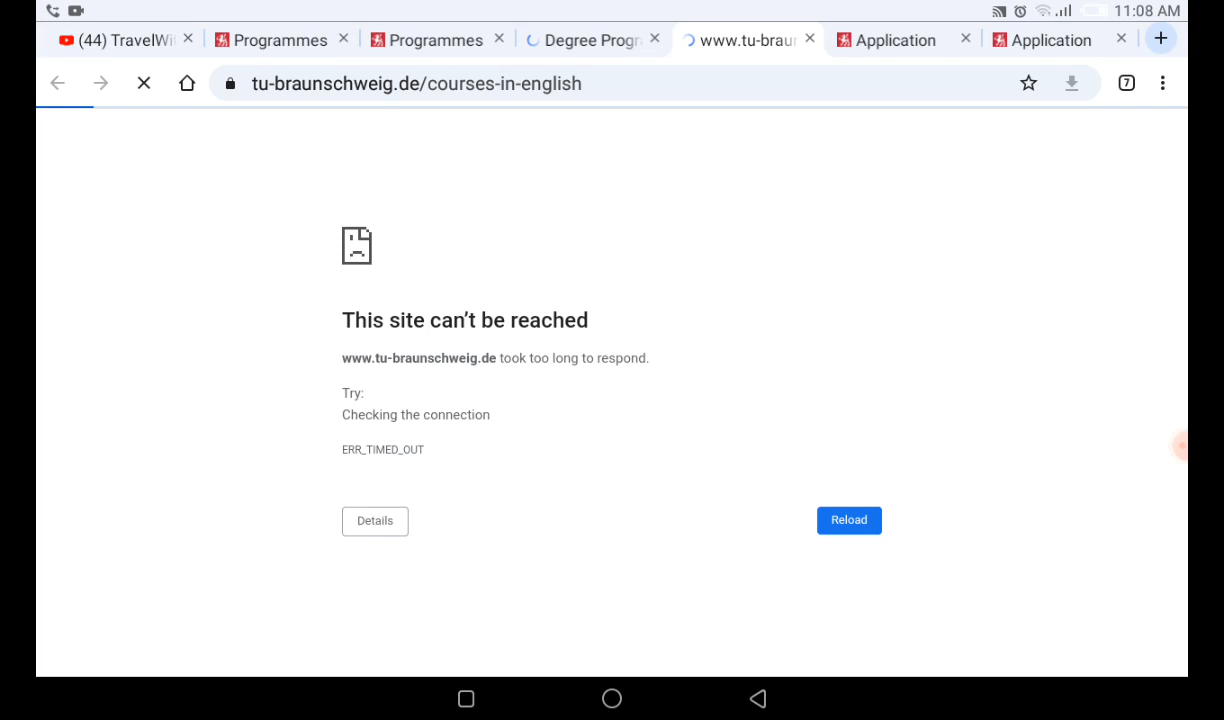 11:08 AM
(44) TravelWi
Programmes
Programmes
Degree Progr
www.tu-braun
Application
Application
tu-braunschweig.de/courses-in-english
7
This site can’t be reached
www.tu-braunschweig.de took too long to respond.
Try:
Checking the connection
ERR_TIMED_OUT
Details
Reload